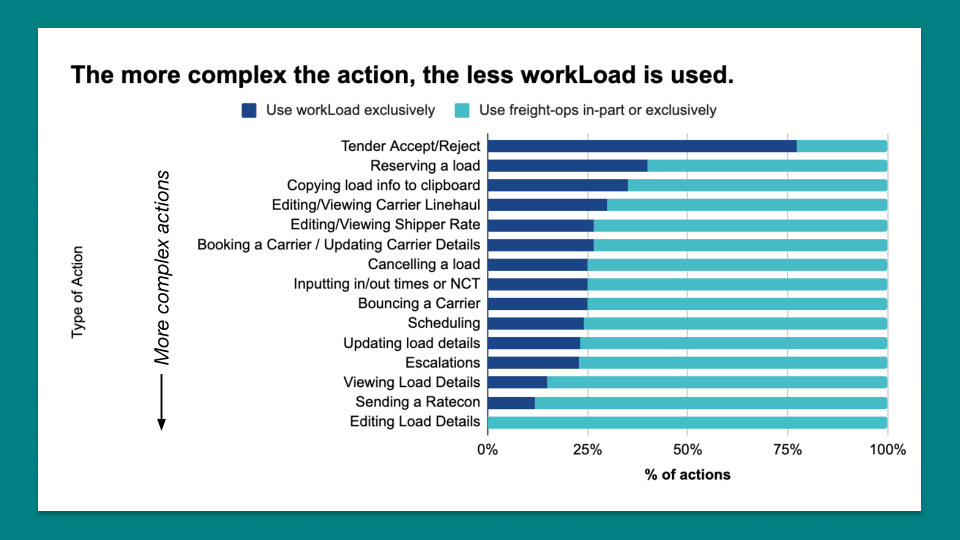 The more complex the action, the less workLoad is used.
Use workLoad exclusively
Use freight-ops in-part or exclusively
Type of Action
More complex actions
Tender Accept/Reject
Reserving a load
Copying load info to clipboard
Editing/Viewing Carrier Linehaul
Editing/Viewing Shipper Rate
Booking a Carrier / Updating Carrier Details
Cancelling a load
Inputting in/out times or NCT
Bouncing a Carrier
Scheduling
Updating load details
Escalations
Viewing Load Details
Sending a Ratecon
Editing Load Details
0% 25% 50% 75% 100%
% of actions